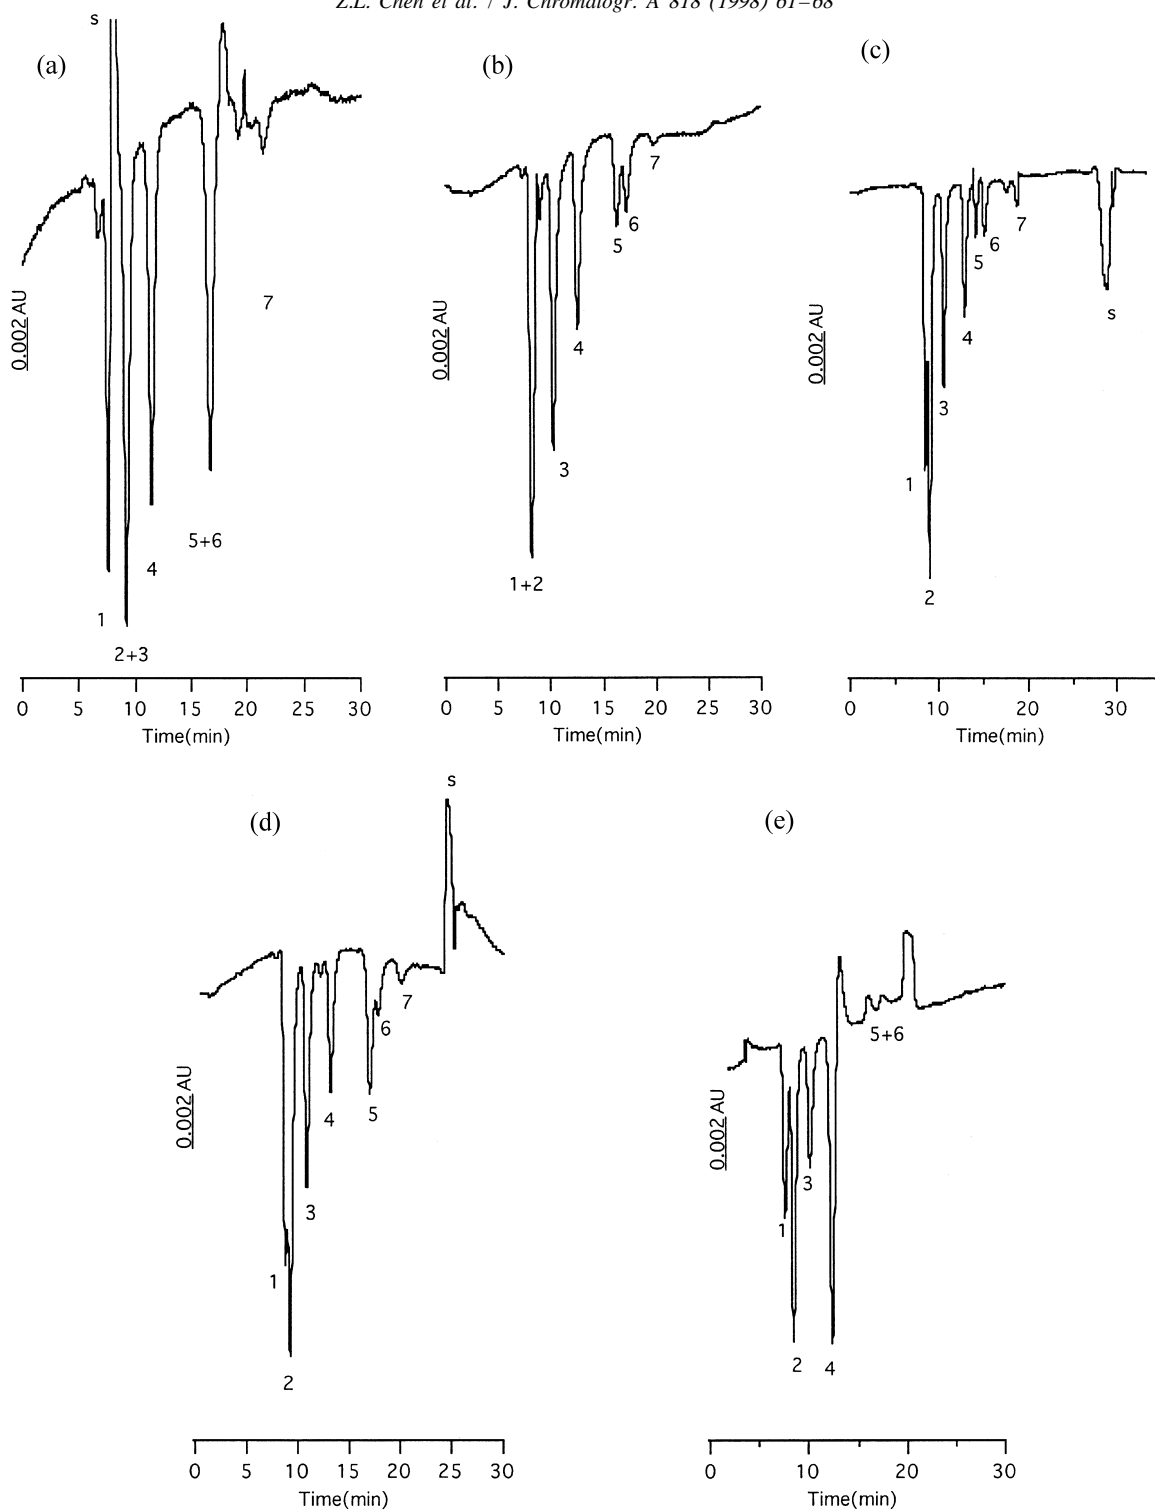 Z.L. Chen et al. / J. Chromatogr. A 818 (1998) 61–68
s
(a)
7
0.002 AU
5+6
4
1
2+3
0 5 10 15 20 25 30
Time(min)
(b)
7
6
5
4
3
1+2
0.002 AU
0 5 10 15 20 25 30
Time(min)
(c)
7
6
5
s
4
3
1
2
0.002 AU
0 10 20 30
Time(min)
s
(d)
7
6
5
4
3
1
2
0.002 AU
0 5 10 15 20 25 30
Time(min)
(e)
5+6
0.002 AU
3
1
2 4
0 10 20 30
Time(min)